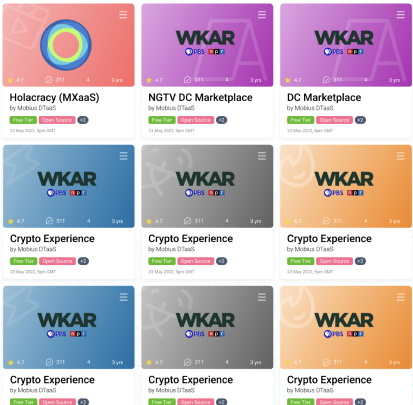 4.7 211 4 3 yrs
Holacracy (MXaaS)
by Mobius DTaaS
Free Tier Open Source +2
23 May 2022, 5pm GMT
WKAR
PBS npr
4.7 311 4 3 yrs
NGTV DC Marketplace
by Mobius DTaaS
Free Tier Open Source +2
23 May 2022, 5pm GMT
WKAR
PBS npr
4.7 311 4 3 yrs
DC Marketplace
by Mobius DTaaS
Free Tier Open Source +2
23 May 2022, 5pm GMT
WKAR
PBS npr
4.7 311 4 3 yrs
Crypto Experience
by Mobius DTaaS
Free Tier Open Source +2
23 May 2022, 5pm GMT
WKAR
PBS npr
4.7 311 4 3 yrs
Crypto Experience
by Mobius DTaaS
Free Tier Open Source +2
23 May 2022, 5pm GMT
WKAR
PBS npr
4.7 311 4 3 yrs
Crypto Experience
by Mobius DTaaS
Free Tier Open Source +2
23 May 2022, 5pm GMT
WKAR
PBS npr
4.7 311 4 3 yrs
Crypto Experience
by Mobius DTaaS
Free Tier Open Source +2
WKAR
PBS npr
4.7 311 4 3 yrs
Crypto Experience
by Mobius DTaaS
Free Tier Open Source +2
WKAR
PBS npr
4.7 311 4 3 yrs
Crypto Experience
by Mobius DTaaS
Free Tier Open Source +2